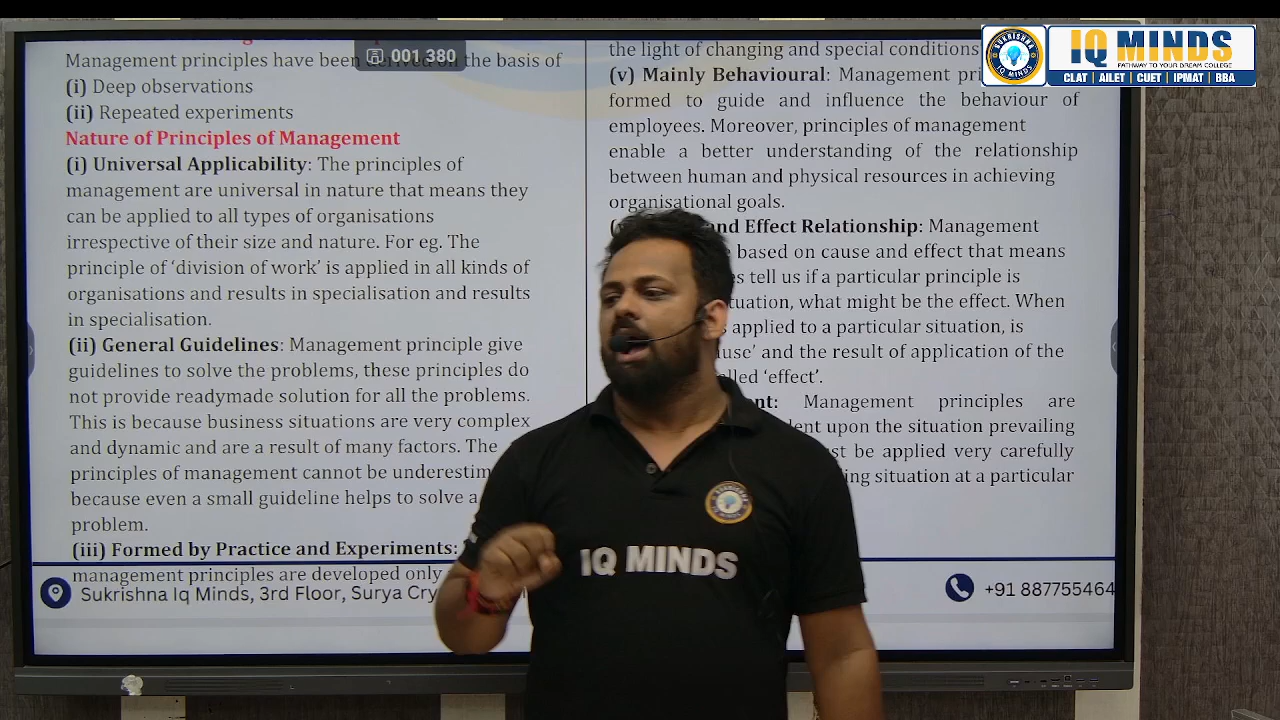 Management principles have been derived on the basis of
(i) Deep observations
(ii) Repeated experiments
Nature of Principles of Management
(i) Universal Applicability: The principles of
management are universal in nature that means they
can be applied to all types of organisations
irrespective of their size and nature. For eg. The
principle of ‘division of work’ is applied in all kinds of
organisations and results in specialisation and results
in specialisation.
(ii) General Guidelines: Management principle give
guidelines to solve the problems, these principles do
not provide readymade solution for all the problems.
This is because business situations are very complex
and dynamic and are a result of many factors. The
principles of management cannot be underestim
because even a small guideline helps to solve a
problem.
(iii) Formed by Practice and Experiments:
management principles are developed only
Sukrishna Iq Minds, 3rd Floor, Surya Cry
001.380
the light of changing and special conditions
(v) Mainly Behavioural: Management pri
formed to guide and influence the behaviour of
employees. Moreover, principles of management
enable a better understanding of the relationship
between human and physical resources in achieving
organisational goals.
and Effect Relationship: Management
based on cause and effect that means
es tell us if a particular principle is
tuation, what might be the effect. When
applied to a particular situation, is
use’ and the result of application of the
lled ‘effect’.
nt: Management principles are
dent upon the situation prevailing
st be applied very carefully
ing situation at a particular
+91 887755464
SUKRISHNA
IQ MINDS
IQ MINDS
PATHWAY TO YOUR DREAM COLLEGE
CLAT | AILET | CUET | IPMAT | BBA
SUKRISHNA
IQ MINDS
IQ MINDS